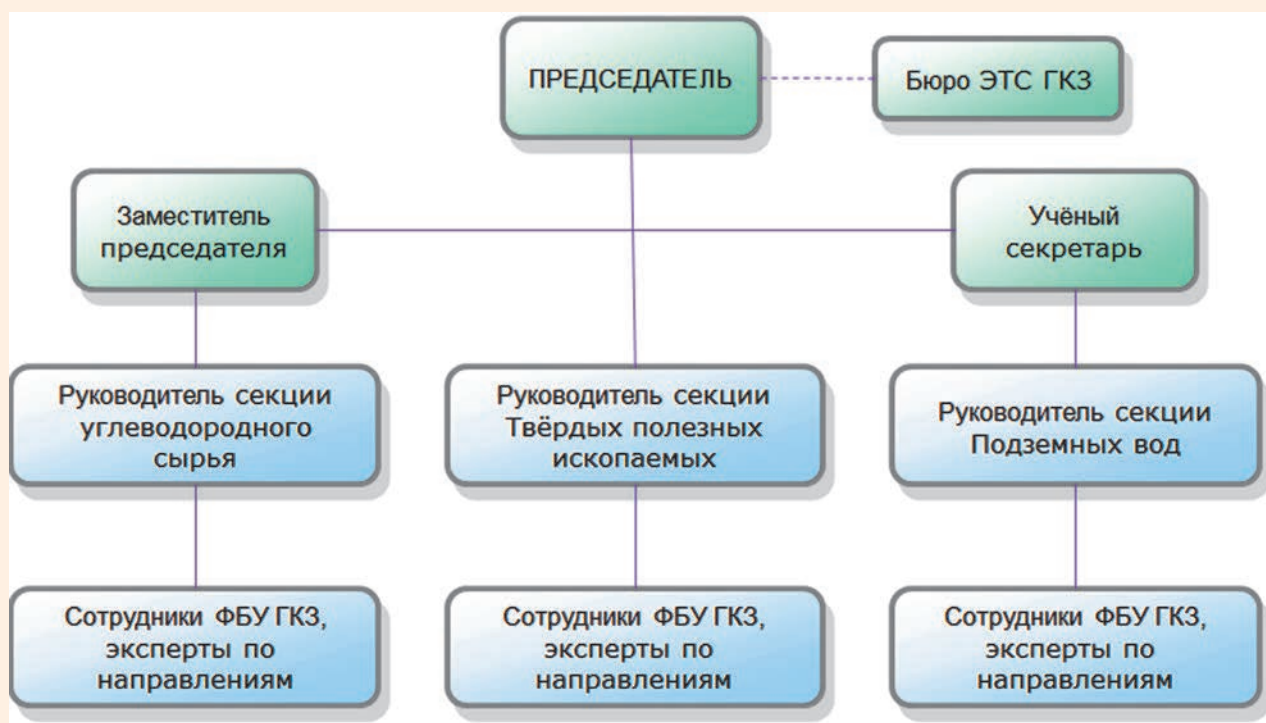 ПРЕДСЕДАТЕЛЬ
Бюро ЭТС ГКЗ
Заместитель
председателя
Учёный
секретарь
Руководитель секции
углеводородного
сырья
Руководитель секции
Твёрдых полезных
ископаемых
Руководитель секции
Подземных вод
Сотрудники ФБУ ГКЗ,
эксперты по
направлениям
Сотрудники ФБУ ГКЗ,
эксперты по
направлениям
Сотрудники ФБУ ГКЗ,
эксперты по
направлениям